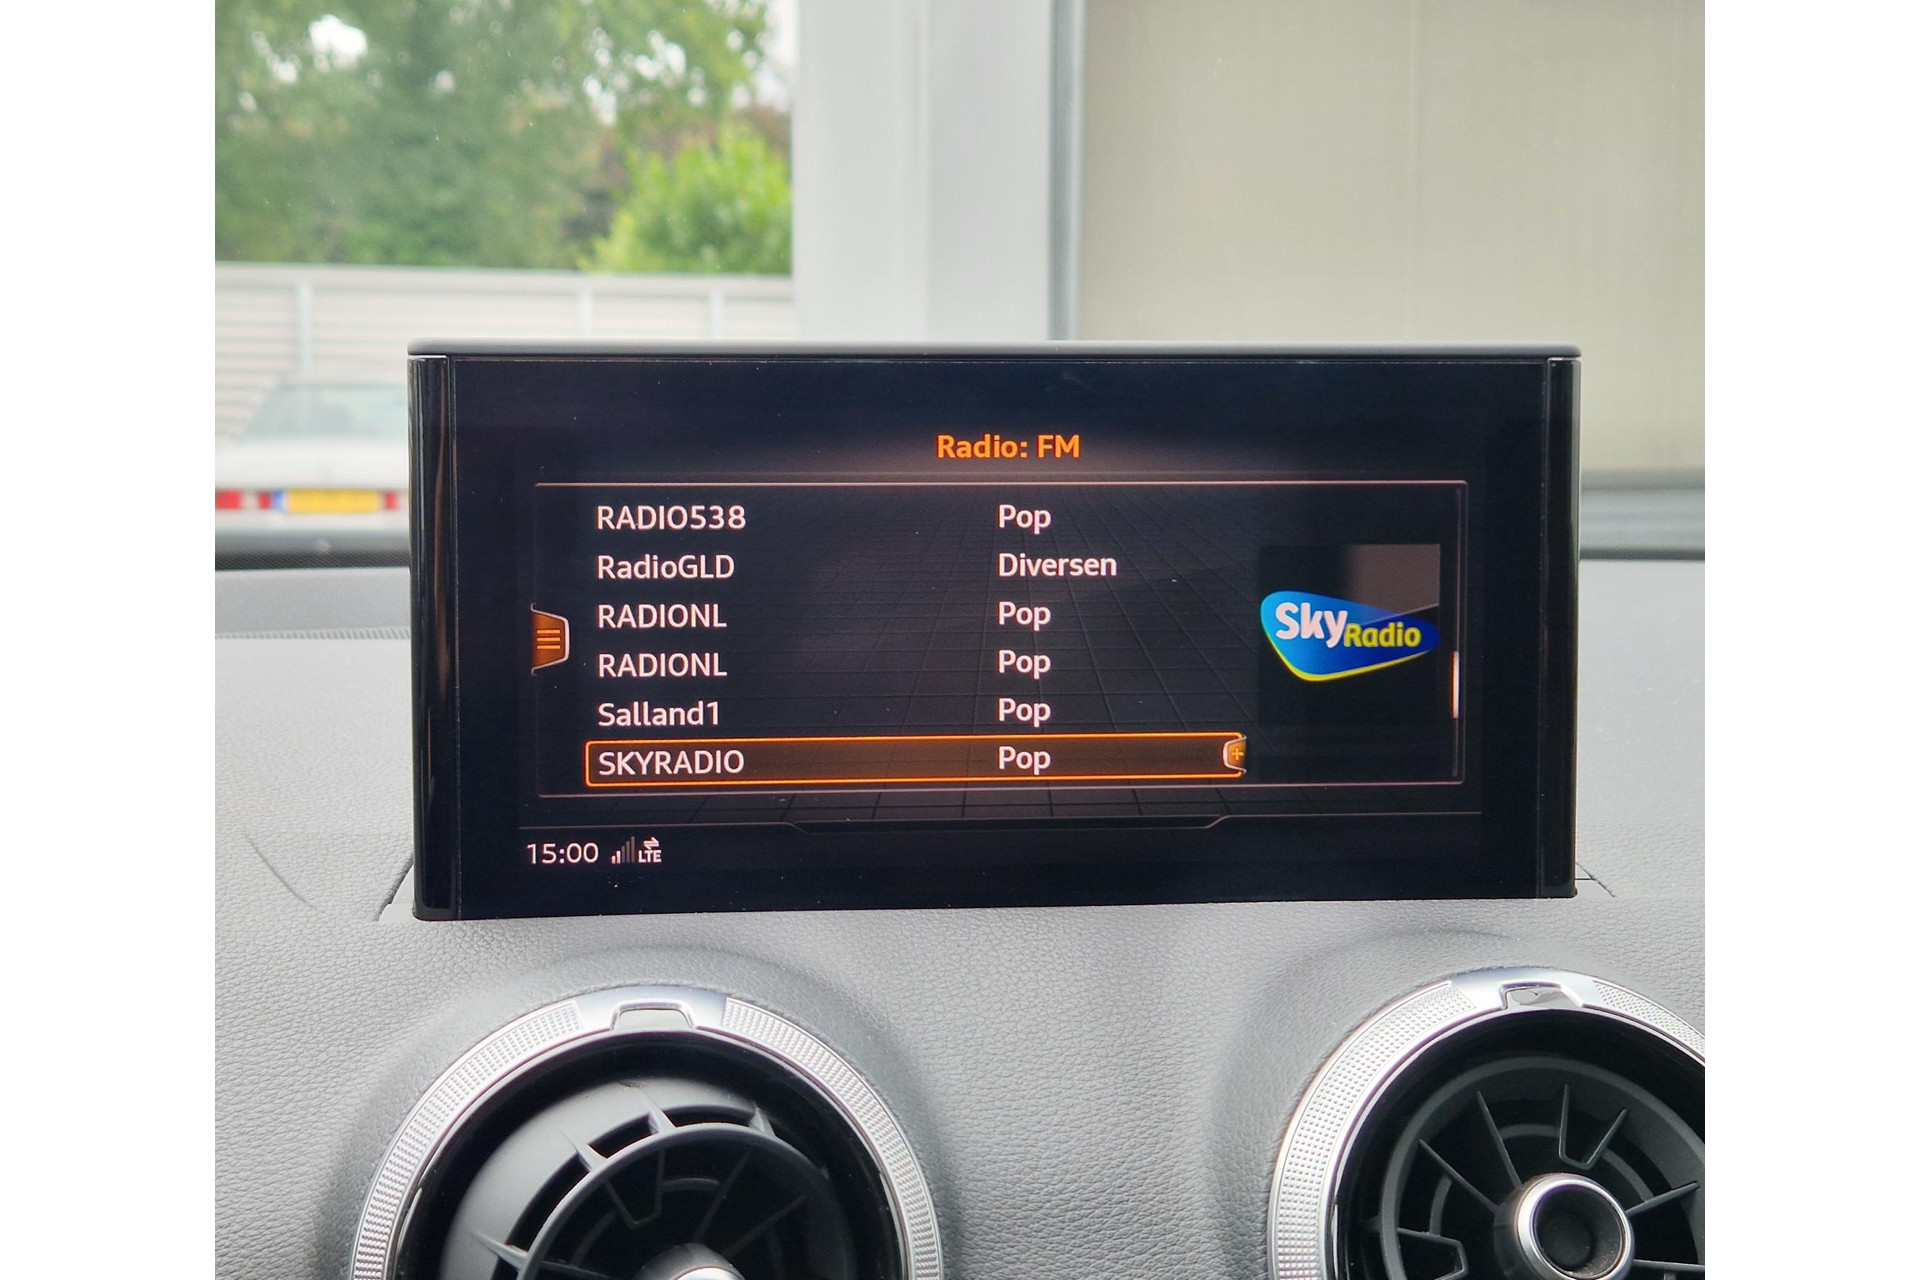 Radio: FM
RADIO538 Pop
RadioGLD Diversen
RADIONL Pop
RADIONL Pop
Salland1 Pop
SKYRADIO Pop
Sky Radio
15:00 LTE